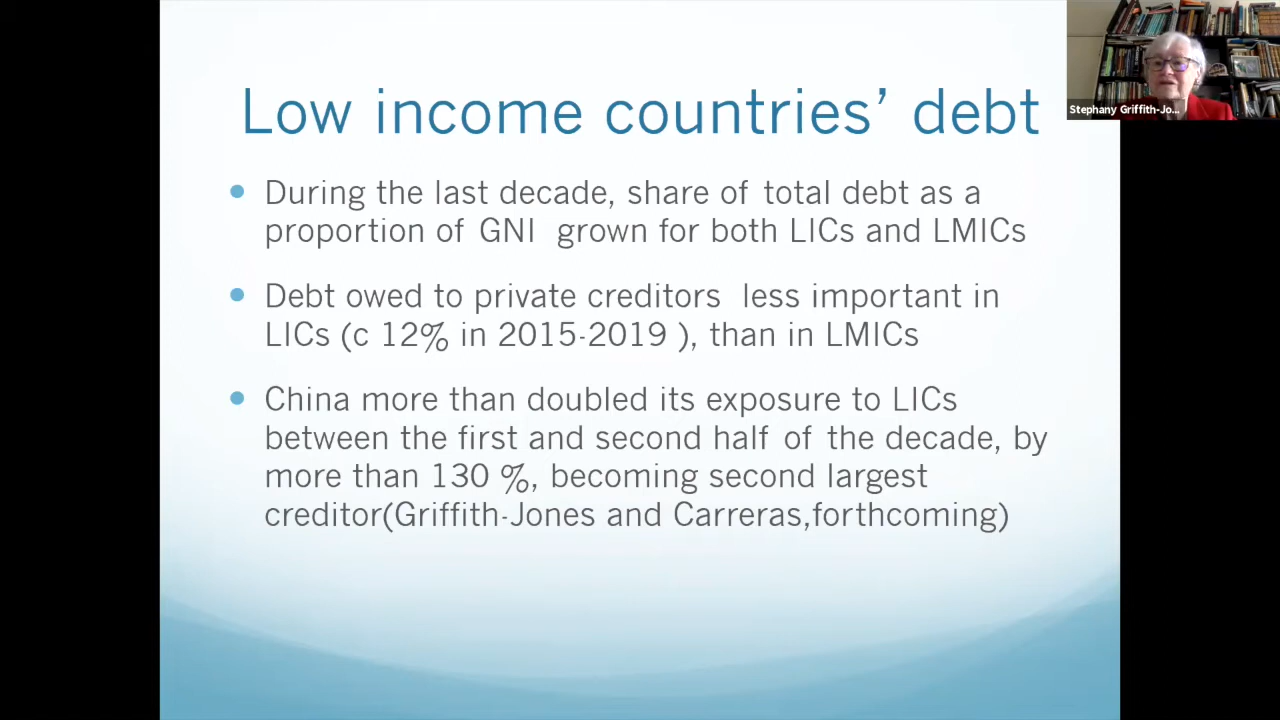 Low income countries’ debt
Stephany Griffith-Jo...
During the last decade, share of total debt as a
proportion of GNI grown for both LICs and LMICs
Debt owed to private creditors less important in
LICs (c 12% in 2015-2019 ), than in LMICs
China more than doubled its exposure to LICs
between the first and second half of the decade, by
more than 130 %, becoming second largest
creditor(Griffith-Jones and Carreras,forthcoming)